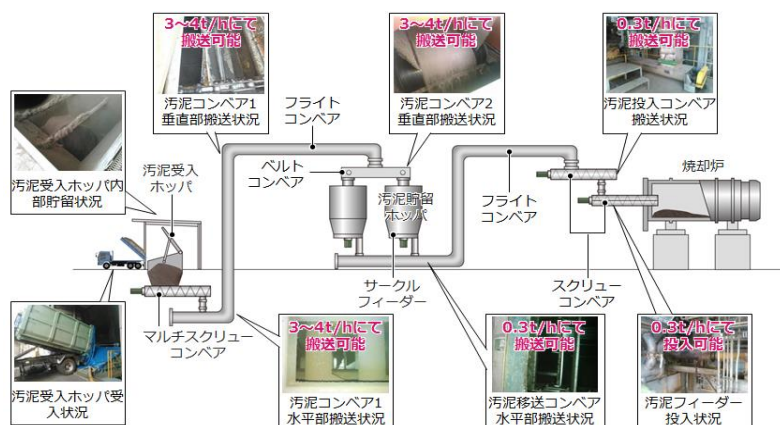 3～4t/hにて
搬送可能
汚泥コンベア1
垂直部搬送状況
3～4t/hにて
搬送可能
汚泥コンベア2
垂直部搬送状況
0.3t/hにて
搬送可能
汚泥投入コンベア
搬送状況
汚泥受入ホッパ内
部貯留状況
フライト
コンベア
汚泥受入
ホッパ
ベルト
コンベア
汚泥貯留
ホッパ
フライト
コンベア
焼却炉
サークル
フィーダー
スクリュー
コンベア
マルチスクリュー
コンベア
汚泥受入ホッパ受
入状況
3～4t/hにて
搬送可能
汚泥コンベア1
水平部搬送状況
0.3t/hにて
搬送可能
汚泥移送コンベア
水平部搬送状況
0.3t/hにて
投入可能
汚泥フィーダー
投入状況